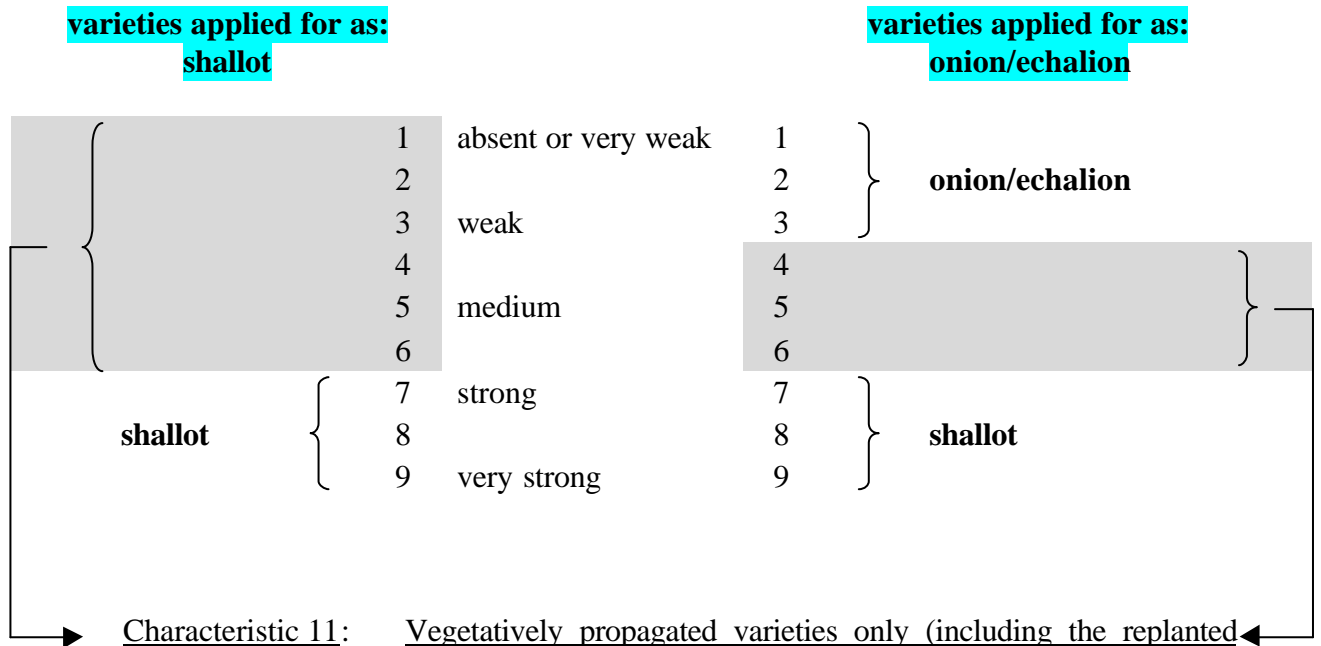 varieties applied for as: varieties applied for as:
shallot onion/echalion
1 absent or very weak 1
2 2 onion/echalion
3 weak 3
4 4
5 medium 5
6 6
7 strong 7
shallot 8 8 shallot
9 very strong 9
Characteristic 11: Vegetatively propagated varieties only (including the replanted